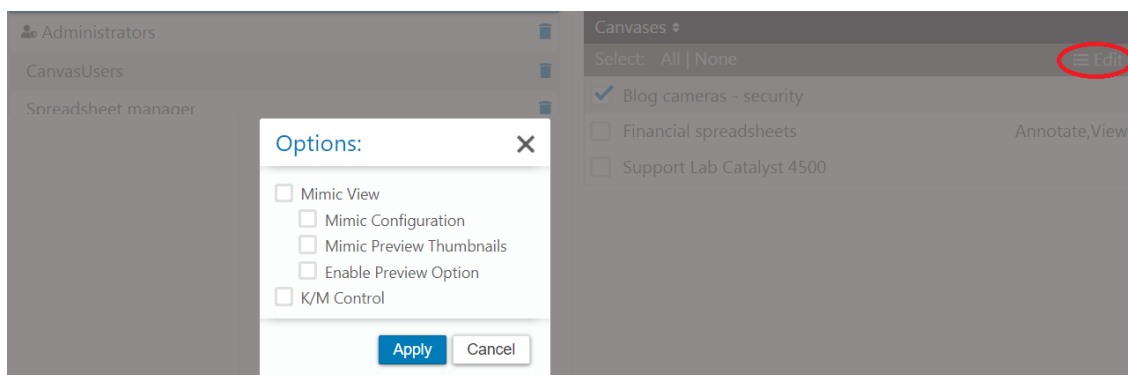 Administrators
CanvasUsers
Spreadsheet manager
Options:
Mimic View
Mimic Configuration
Mimic Preview Thumbnails
Enable Preview Option
K/M Control
Apply
Cancel
Canvases
Select: All | None
Edit
Blog cameras - security
Financial spreadsheets
Annotate,View
Support Lab Catalyst 4500